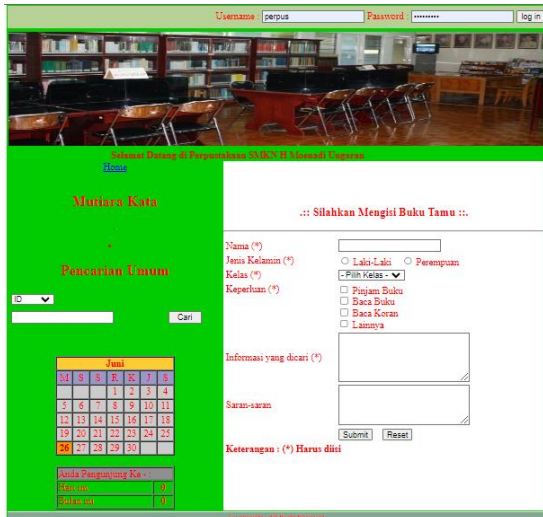 Username : perpus Password : ········· log in
Selamat Datang di Perpustakaan SMKN H Moenadi Ungaran
Home
Mutiara Kata
Pencarian Umum
ID
Cari
Juni
M S S R K J S
1 2 3 4
5 6 7 8 9 10 11
12 13 14 15 16 17 18
19 20 21 22 23 24 25
26 27 28 29 30
Anda Pengunjung Ke - :
Hari ini 0
Bulan ini 0
.:: Silahkan Mengisi Buku Tamu ::.
Nama (*)
Jenis Kelamin (*) Laki-Laki Perempuan
Kelas (*) - Pilih Kelas -
Keperluan (*) Pinjam Buku
Baca Buku
Baca Koran
Lainnya
Informasi yang dicari (*)
Saran-saran
Submit Reset
Keterangan : (*) Harus diisi